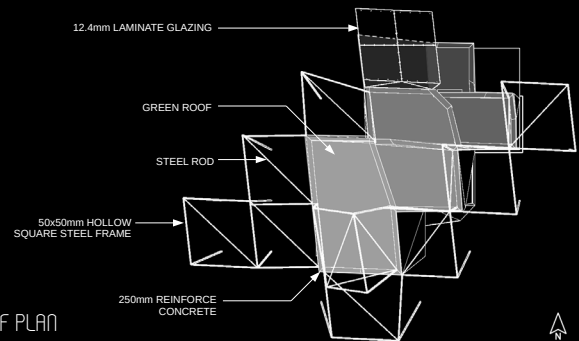 12.4mm LAMINATE GLAZING
GREEN ROOF
STEEL ROD
50x50mm HOLLOW
SQUARE STEEL FRAME
250mm REINFORCE
CONCRETE
F PLAN
N